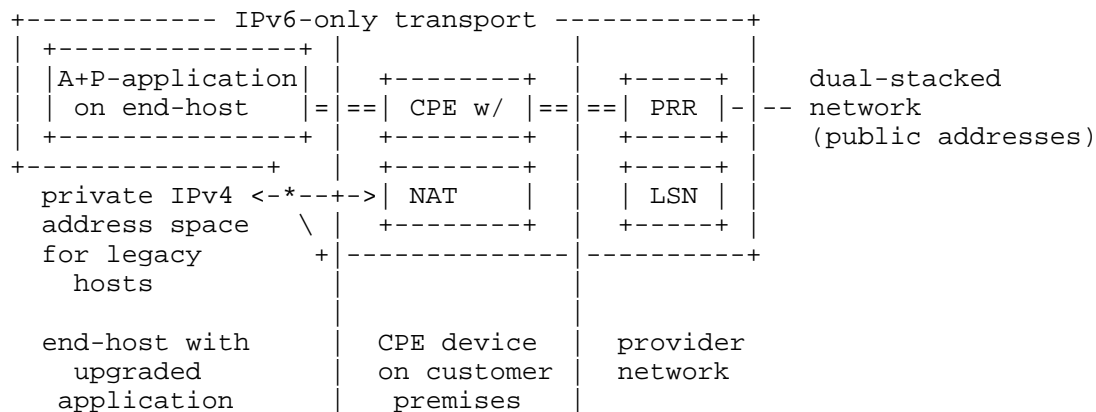 +------------ IPv6-only transport ------------+
| +---------------+ |              |          |
| |A+P-application| |  +--------+  |  +-----+ |  dual-stacked
| | on end-host   |=|==| CPE w/ |==|==| PRR |-|-- network
| +---------------+ |  +--------+  |  +-----+ |  (public addresses)
+---------------+   |  +--------+  |  +-----+ |
  private IPv4 <-*--+->| NAT    |  |  | LSN | |
  address space   \ |  +--------+  |  +-----+ |
  for legacy       +|--------------|----------+
    hosts           |              |
                    |              |
  end-host with     |  CPE device  |  provider
    upgraded        |  on customer |  network
   application      |   premises   |